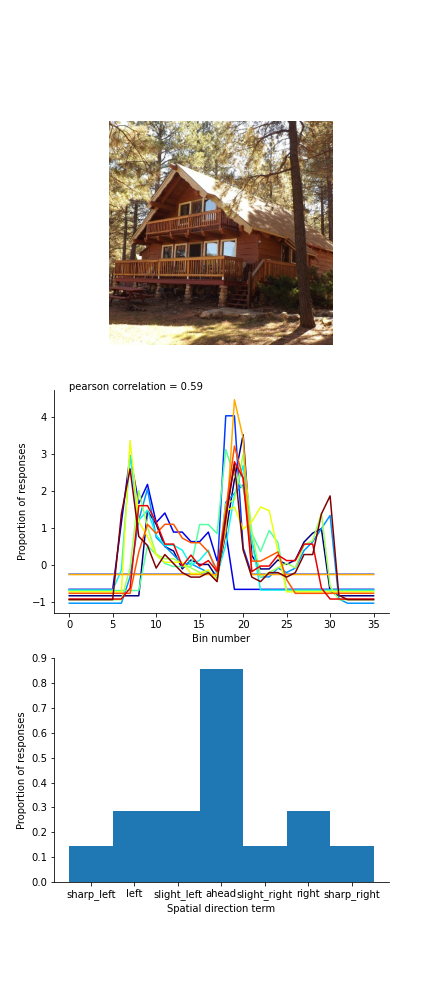 pearson correlation = 0.59
Proportion of responses
4
3
2
1
0
−1
0 5 10 15 20 25 30 35
Bin number
Proportion of responses
0.9
0.8
0.7
0.6
0.5
0.4
0.3
0.2
0.1
0.0
sharp_left left slight_left ahead slight_right right sharp_right
Spatial direction term